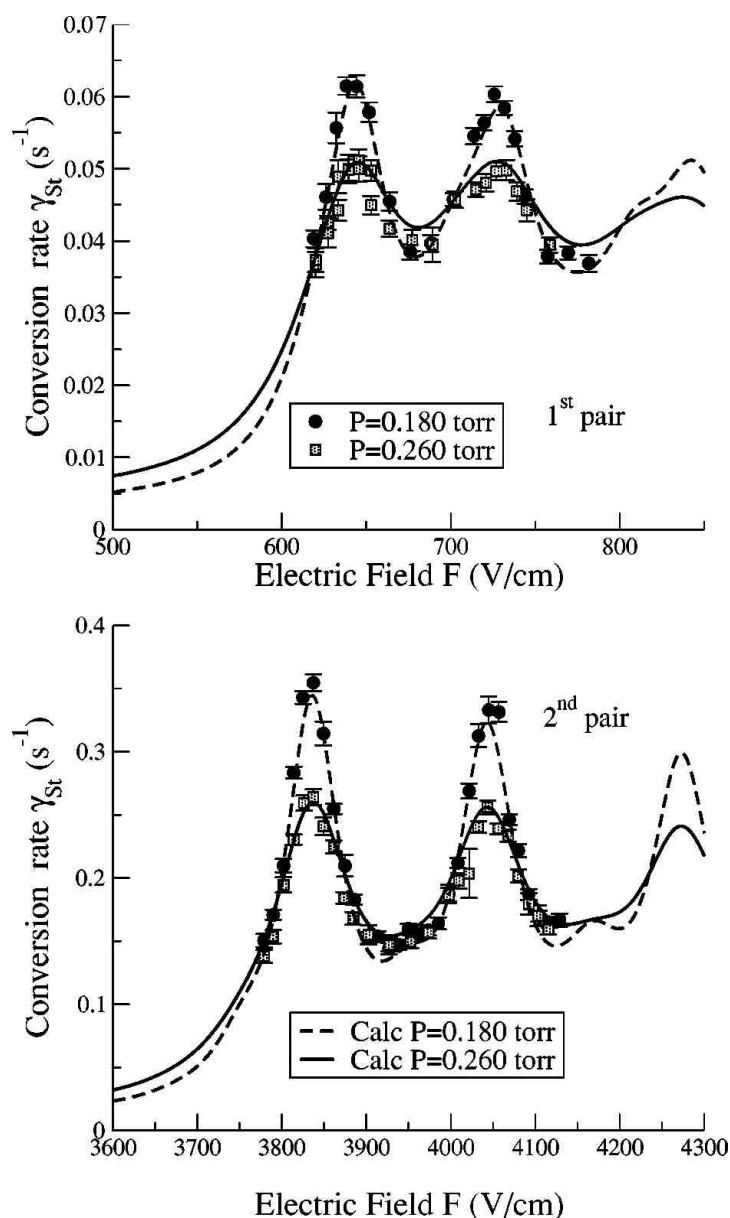 0.07
0.06
0.05
0.04
0.03
0.02
0.01
0
Conversion rate γSt (s-1)
P=0.180 torr
P=0.260 torr
1st pair
500 600 700 800
Electric Field F (V/cm)
0.4
0.3
0.2
0.1
0
Conversion rate γSt (s-1)
2nd pair
Calc P=0.180 torr
Calc P=0.260 torr
3600 3700 3800 3900 4000 4100 4200 4300
Electric Field F (V/cm)